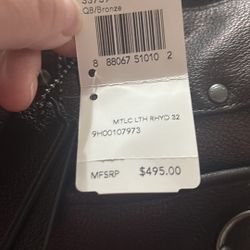 QB/Bronze
8 88067 51010 2
MTLC LTH RHYD 32
9H00107973
MFSRP $495.00